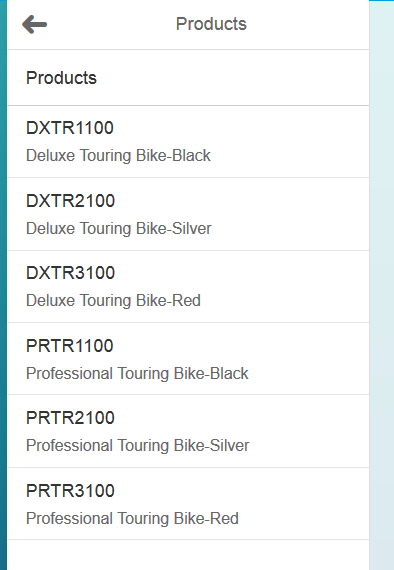 Products
Products
DXTR1100
Deluxe Touring Bike-Black
DXTR2100
Deluxe Touring Bike-Silver
DXTR3100
Deluxe Touring Bike-Red
PRTR1100
Professional Touring Bike-Black
PRTR2100
Professional Touring Bike-Silver
PRTR3100
Professional Touring Bike-Red